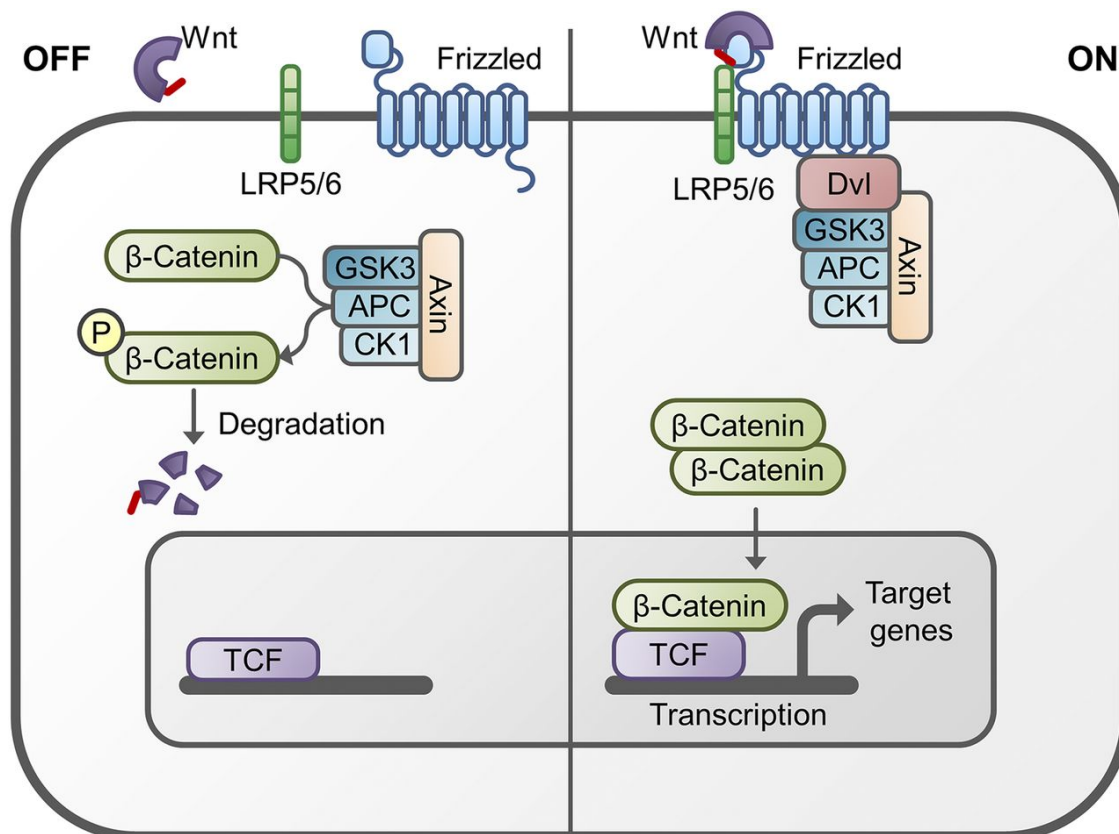 OFF
Wnt
Frizzled
LRP5/6
β-Catenin
GSK3
APC
CK1
Axin
P
β-Catenin
Degradation
TCF
ON
Wnt
Frizzled
LRP5/6
Dvl
GSK3
APC
CK1
Axin
β-Catenin
β-Catenin
β-Catenin
TCF
Target
genes
Transcription